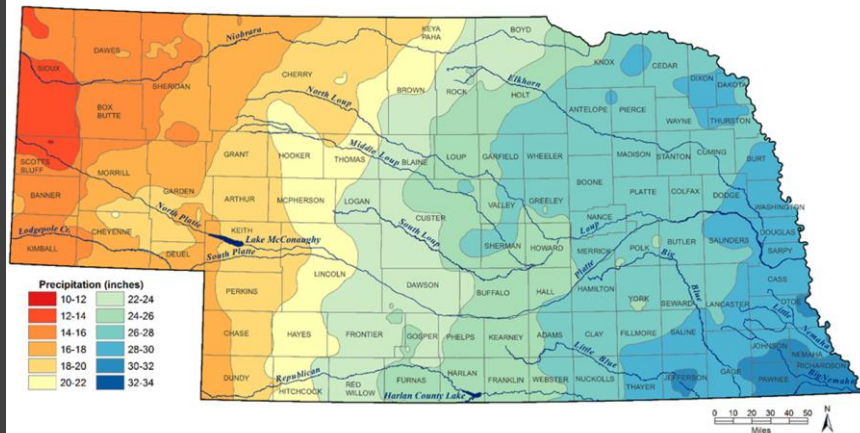 KEYA
PAHA
BOYD
DAWES
Niobrara
SIOUX
SHERIDAN
CHERRY
KNOX
CEDAR
DIXON
DAKOTA
BROWN
ROCK
HOLT
Elkhorn
BOX
BUTTE
North Loup
ANTELOPE
PIERCE
WAYNE
THURSTON
Middle Loup
SCOTTS
BLUFF
MORRILL
GRANT
HOOKER
THOMAS
BLAINE
LOUP
GARFIELD
WHEELER
MADISON
STANTON
CUMING
BURT
BANNER
GARDEN
ARTHUR
MCPHERSON
LOGAN
CUSTER
VALLEY
GREELEY
BOONE
PLATTE
COLFAX
DODGE
WASHINGTON
North Platte
Lodgepole Cr.
CHEYENNE
KEITH
South Loup
Loup
NANCE
DOUGLAS
KIMBALL
DEUEL
Lake McConaughy
South Platte
SHERMAN
HOWARD
MERRICK
POLK
BUTLER
SAUNDERS
SARPY
LINCOLN
Platte
Big
CASS
Precipitation (inches)
10-12 22-24
12-14 24-26
14-16 26-28
16-18 28-30
18-20 30-32
20-22 32-34
PERKINS
DAWSON
BUFFALO
HALL
HAMILTON
YORK
SEWARD
LANCASTER
OTOE
Blue
Little
Nemaha
CHASE
HAYES
FRONTIER
GOSPER
PHELPS
KEARNEY
ADAMS
CLAY
FILLMORE
SALINE
JOHNSON
NEMAHA
Little Blue
GAGE
RICHARDSON
DUNDY
Republican
HITCHCOCK
RED
WILLOW
FURNAS
HARLAN
FRANKLIN
WEBSTER
NUCKOLLS
THAYER
JEFFERSON
PAWNEE
Big Nemaha
Harlan County Lake
0 10 20 30 40 50
Miles
N